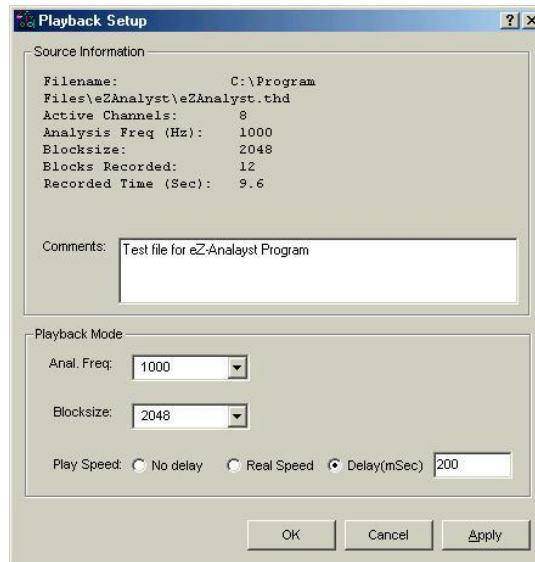 Playback Setup
Source Information
Filename: C:\Program
Files\eZAnalyst\eZAnalyst.thd
Active Channels: 8
Analysis Freq (Hz): 1000
Blocksize: 2048
Blocks Recorded: 12
Recorded Time (Sec): 9.6
Comments: Test file for eZ-Analayst Program
Playback Mode
Anal. Freq: 1000
Blocksize: 2048
Play Speed: No delay Real Speed Delay(mSec) 200
OK Cancel Apply